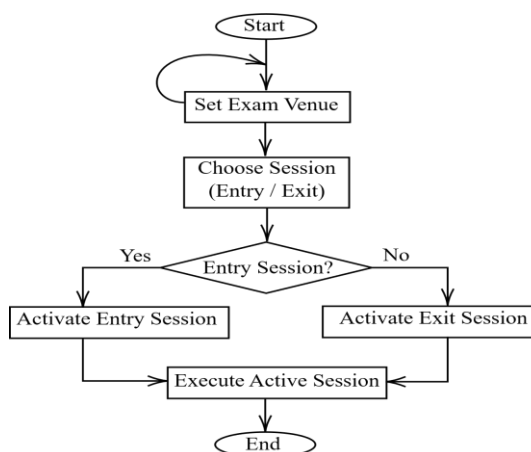 Start
Set Exam Venue
Choose Session
(Entry / Exit)
Yes
Entry Session?
No
Activate Entry Session
Activate Exit Session
Execute Active Session
End